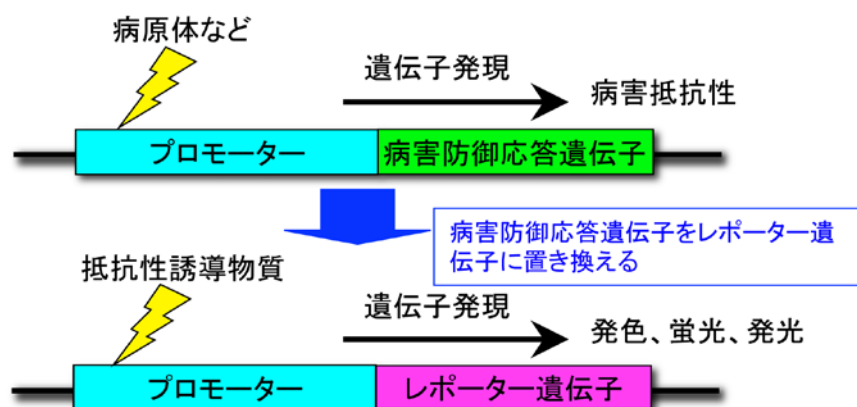 病原体など
遺伝子発現
病害抵抗性
プロモーター
病害防御応答遺伝子
病害防御応答遺伝子をレポーター遺
伝子に置き換える
抵抗性誘導物質
遺伝子発現
発色、蛍光、発光
プロモーター
レポーター遺伝子